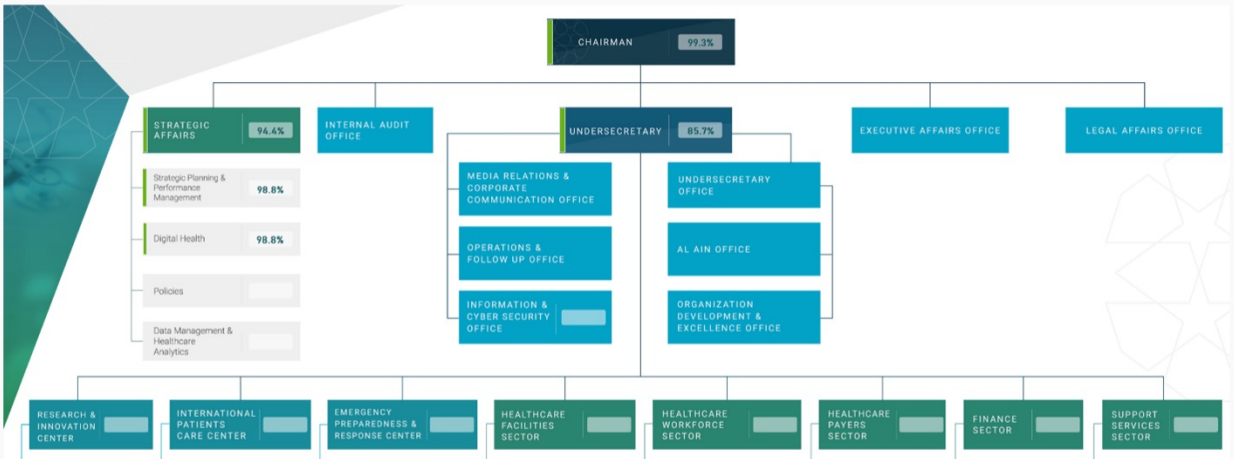 CHAIRMAN
99.3%
STRATEGIC
AFFAIRS
94.4%
INTERNAL AUDIT
OFFICE
UNDERSECRETARY
85.7%
EXECUTIVE AFFAIRS OFFICE
LEGAL AFFAIRS OFFICE
Strategic Planning &
Performance
Management
98.8%
Digital Health
98.8%
Policies
Data Management &
Healthcare
Analytics
MEDIA RELATIONS &
CORPORATE
COMMUNICATION OFFICE
OPERATIONS &
FOLLOW UP OFFICE
INFORMATION &
CYBER SECURITY
OFFICE
UNDERSECRETARY
OFFICE
AL AIN OFFICE
ORGANIZATION
DEVELOPMENT &
EXCELLENCE OFFICE
RESEARCH &
INNOVATION
CENTER
INTERNATIONAL
PATIENTS
CARE CENTER
EMERGENCY
PREPAREDNESS &
RESPONSE CENTER
HEALTHCARE
FACILITIES
SECTOR
HEALTHCARE
WORKFORCE
SECTOR
HEALTHCARE
PAYERS
SECTOR
FINANCE
SECTOR
SUPPORT
SERVICES
SECTOR